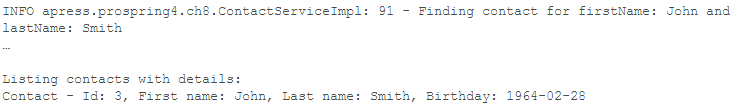 INFO apress.prospring4.ch8.ContactServiceImpl: 91 - Finding contact for firstName: John and
lastName: Smith
…
Listing contacts with details:
Contact - Id: 3, First name: John, Last name: Smith, Birthday: 1964-02-28